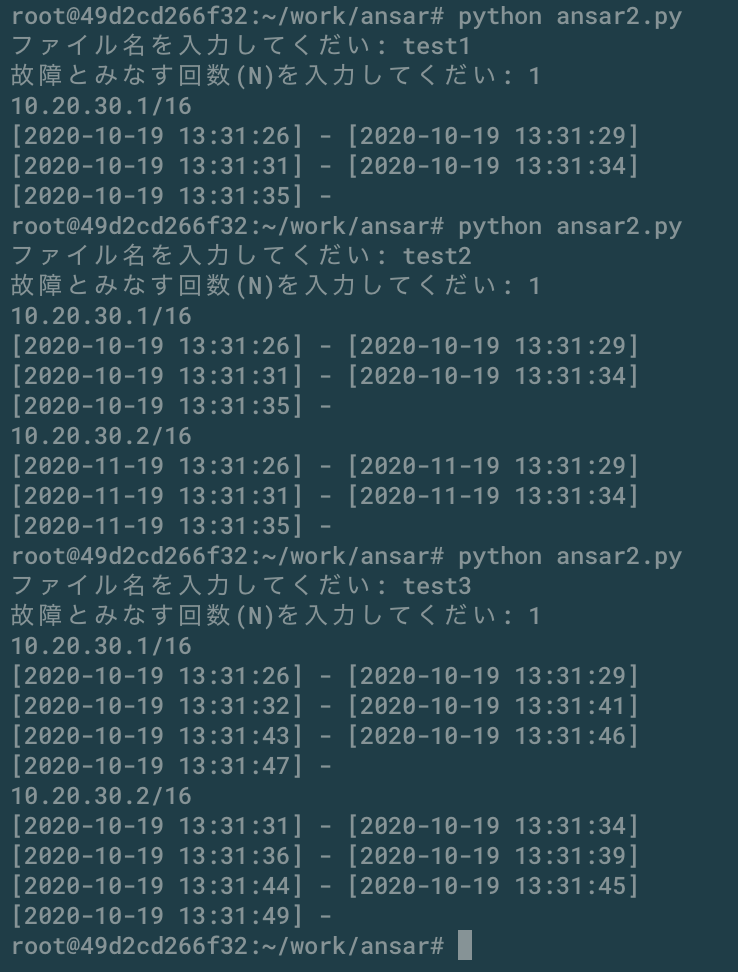 root@49d2cd266f32:~/work/ansar# python ansar2.py
ファイル名を入力してくだい: test1
故障とみなす回数(N)を入力してくだい: 1
10.20.30.1/16
[2020-10-19 13:31:26] - [2020-10-19 13:31:29]
[2020-10-19 13:31:31] - [2020-10-19 13:31:34]
[2020-10-19 13:31:35] -
root@49d2cd266f32:~/work/ansar# python ansar2.py
ファイル名を入力してくだい: test2
故障とみなす回数(N)を入力してくだい: 1
10.20.30.1/16
[2020-10-19 13:31:26] - [2020-10-19 13:31:29]
[2020-10-19 13:31:31] - [2020-10-19 13:31:34]
[2020-10-19 13:31:35] -
10.20.30.2/16
[2020-11-19 13:31:26] - [2020-11-19 13:31:29]
[2020-11-19 13:31:31] - [2020-11-19 13:31:34]
[2020-11-19 13:31:35] -
root@49d2cd266f32:~/work/ansar# python ansar2.py
ファイル名を入力してくだい: test3
故障とみなす回数(N)を入力してくだい: 1
10.20.30.1/16
[2020-10-19 13:31:26] - [2020-10-19 13:31:29]
[2020-10-19 13:31:32] - [2020-10-19 13:31:41]
[2020-10-19 13:31:43] - [2020-10-19 13:31:46]
[2020-10-19 13:31:47] -
10.20.30.2/16
[2020-10-19 13:31:31] - [2020-10-19 13:31:34]
[2020-10-19 13:31:36] - [2020-10-19 13:31:39]
[2020-10-19 13:31:44] - [2020-10-19 13:31:45]
[2020-10-19 13:31:49] -
root@49d2cd266f32:~/work/ansar#